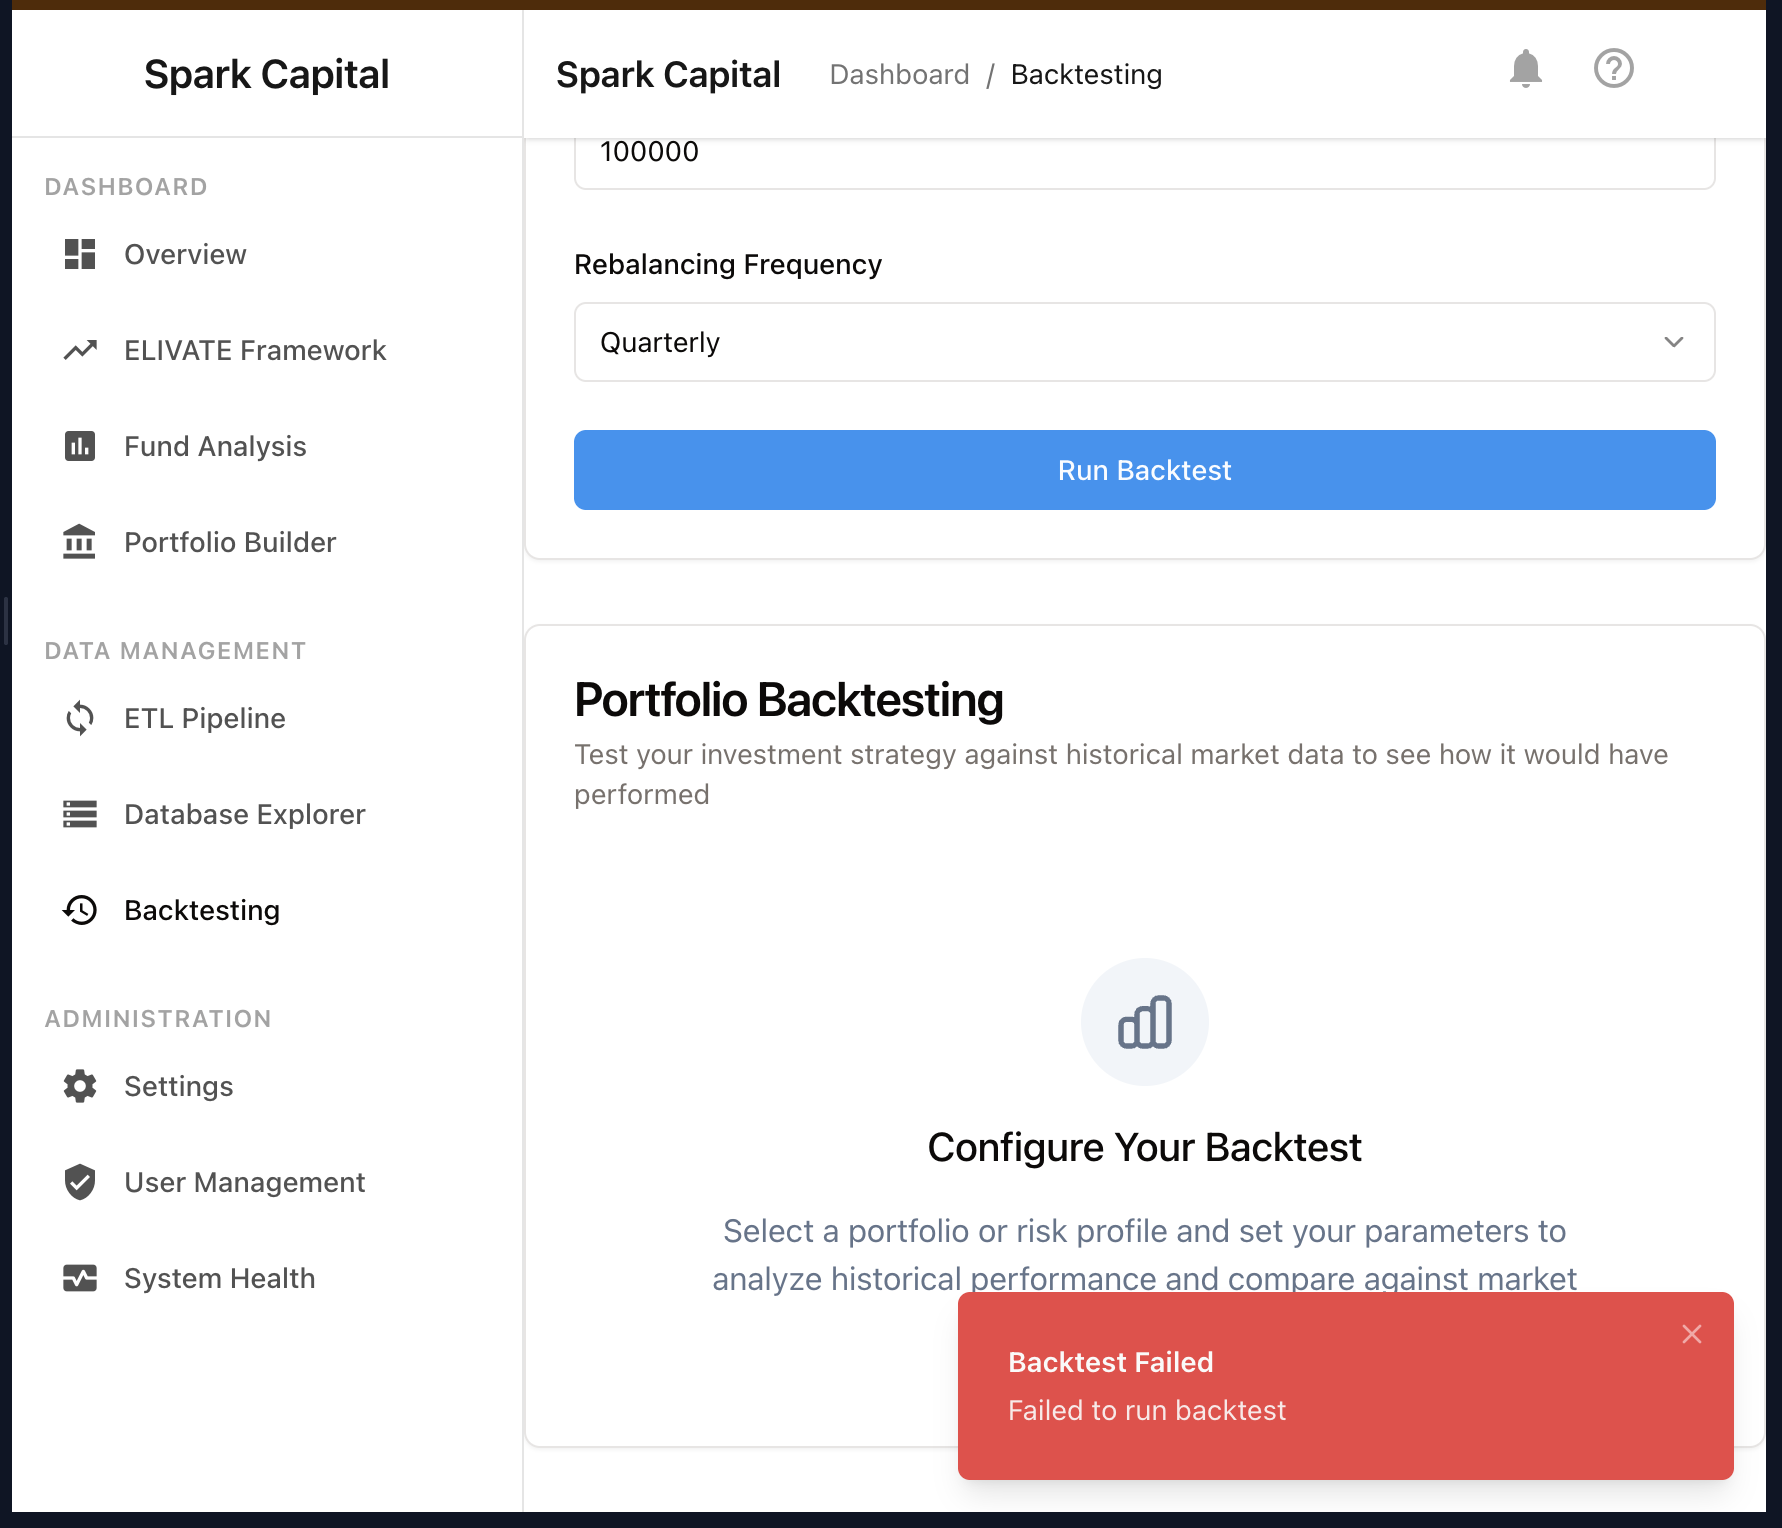 Spark Capital
DASHBOARD
Overview
ELIVATE Framework
Fund Analysis
Portfolio Builder
DATA MANAGEMENT
ETL Pipeline
Database Explorer
Backtesting
ADMINISTRATION
Settings
User Management
System Health
Spark Capital
Dashboard / Backtesting
100000
Rebalancing Frequency
Quarterly
Run Backtest
Portfolio Backtesting
Test your investment strategy against historical market data to see how it would have
performed
Configure Your Backtest
Select a portfolio or risk profile and set your parameters to
analyze historical performance and compare against market
Backtest Failed
Failed to run backtest